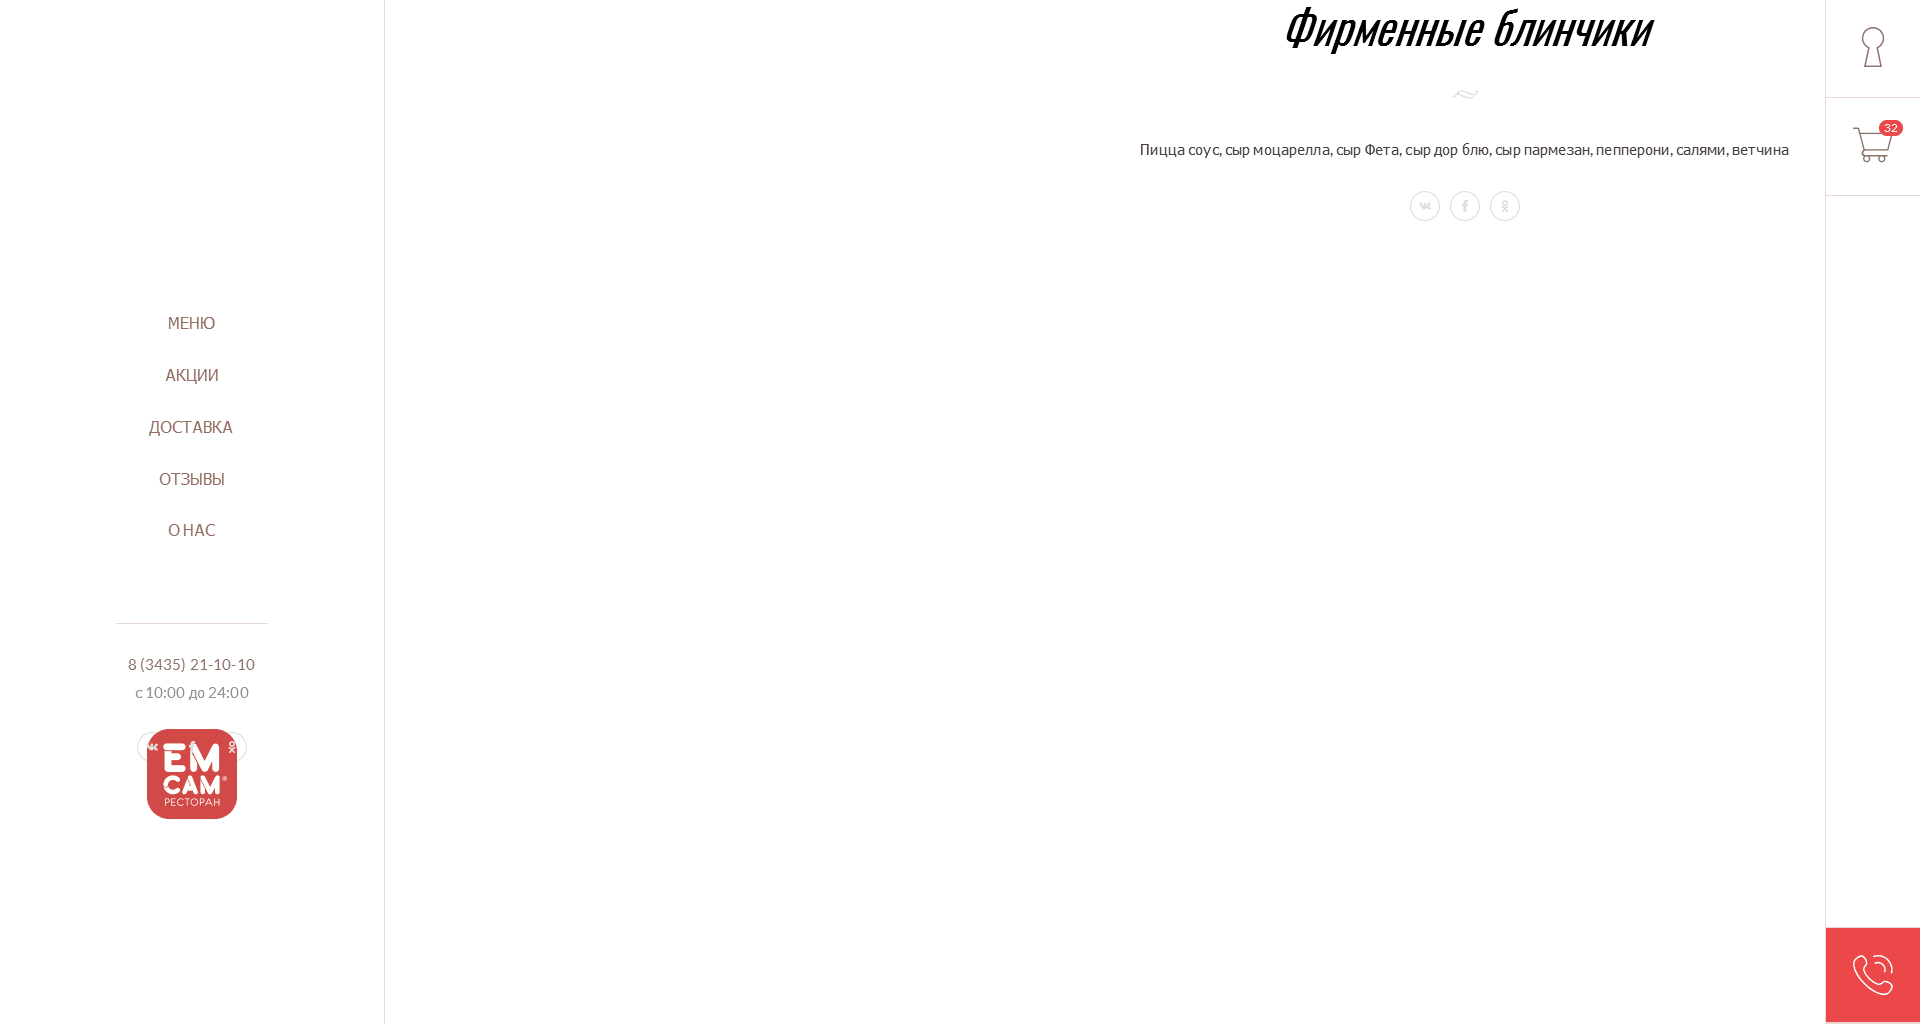 Фирменные блинчики
Пицца соус, сыр моцарелла, сыр Фета, сыр дор блю, сыр пармезан, пепперони, салями, ветчина
МЕНЮ
АКЦИИ
ДОСТАВКА
ОТЗЫВЫ
О НАС
8 (3435) 21-10-10
с 10:00 до 24:00
ЕМ
САМ®
РЕСТОРАН
32